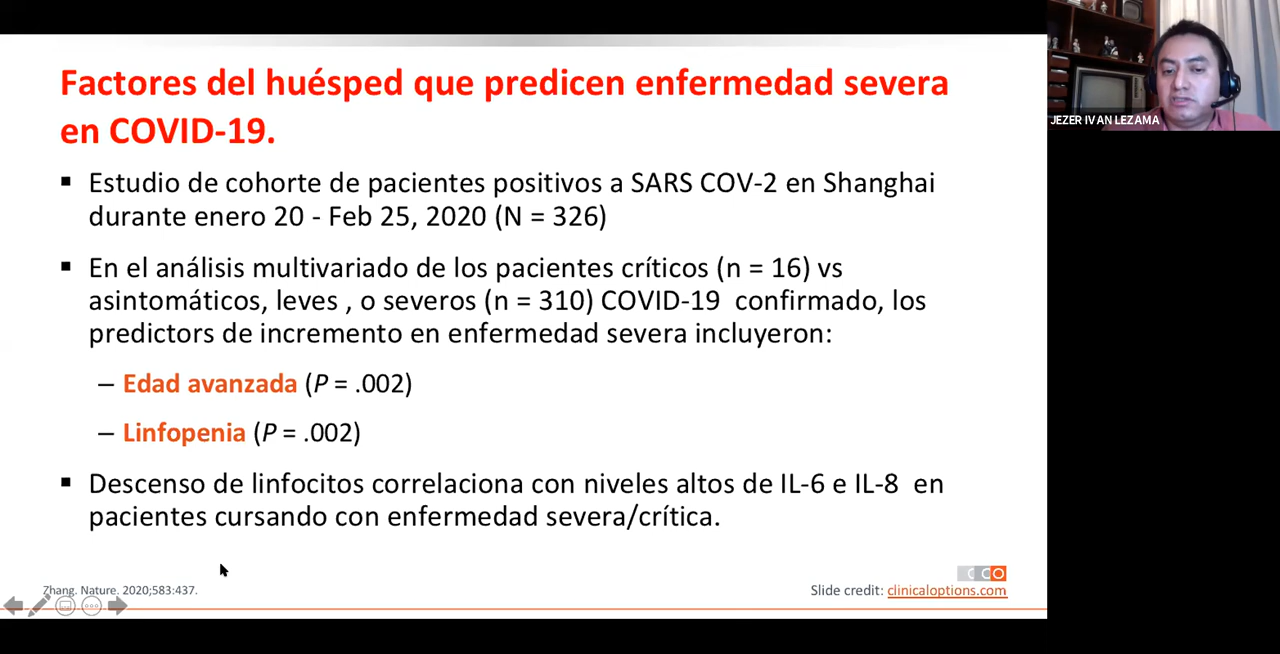 Factores del huésped que predicen enfermedad severa
en COVID-19.
▪ Estudio de cohorte de pacientes positivos a SARS COV-2 en Shanghai
durante enero 20 - Feb 25, 2020 (N = 326)
▪ En el análisis multivariado de los pacientes críticos (n = 16) vs
asintomáticos, leves , o severos (n = 310) COVID-19 confirmado, los
predictors de incremento en enfermedad severa incluyeron:
– Edad avanzada (P = .002)
– Linfopenia (P = .002)
▪ Descenso de linfocitos correlaciona con niveles altos de IL-6 e IL-8 en
pacientes cursando con enfermedad severa/crítica.
Zhang. Nature. 2020;583:437.
CCO
Slide credit: clinicaloptions.com
JEZER IVAN LEZAMA